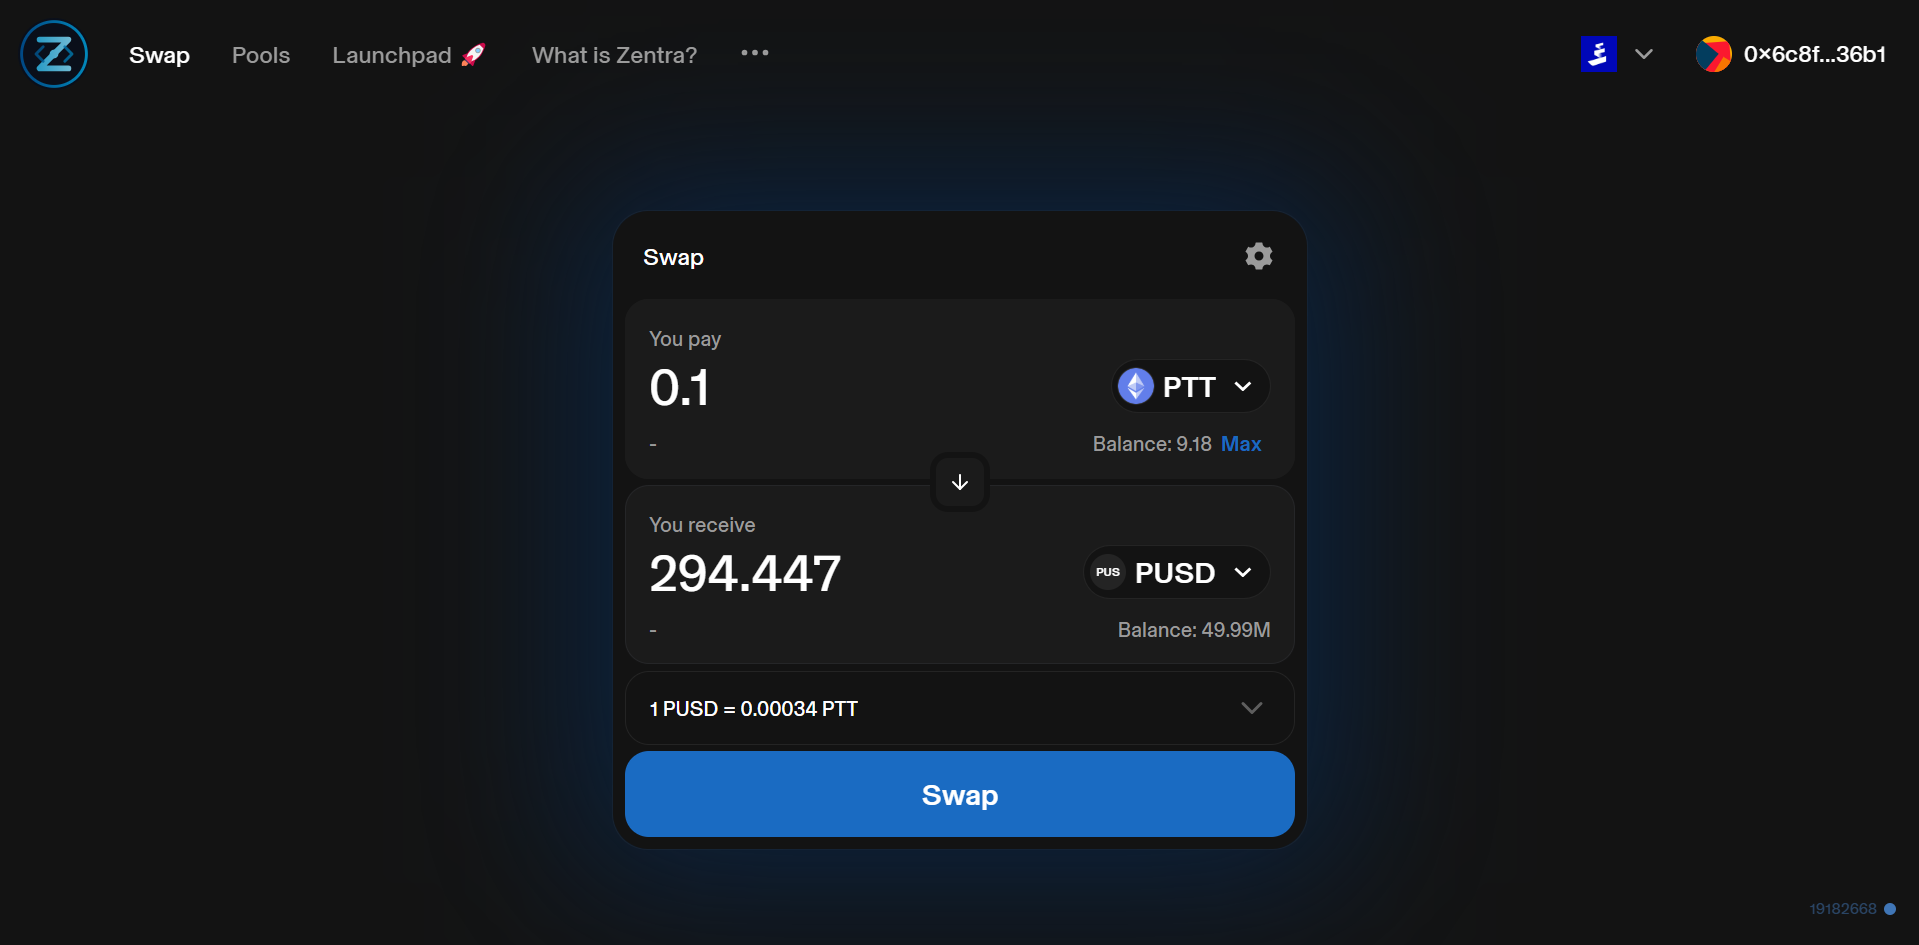 Swap
Pools
Launchpad 🚀
What is Zentra?
0×6c8f...36b1
Swap
You pay
0.1
PTT
-
Balance: 9.18 Max
You receive
294.447
PUS
PUSD
-
Balance: 49.99M
1 PUSD = 0.00034 PTT
Swap
19182668